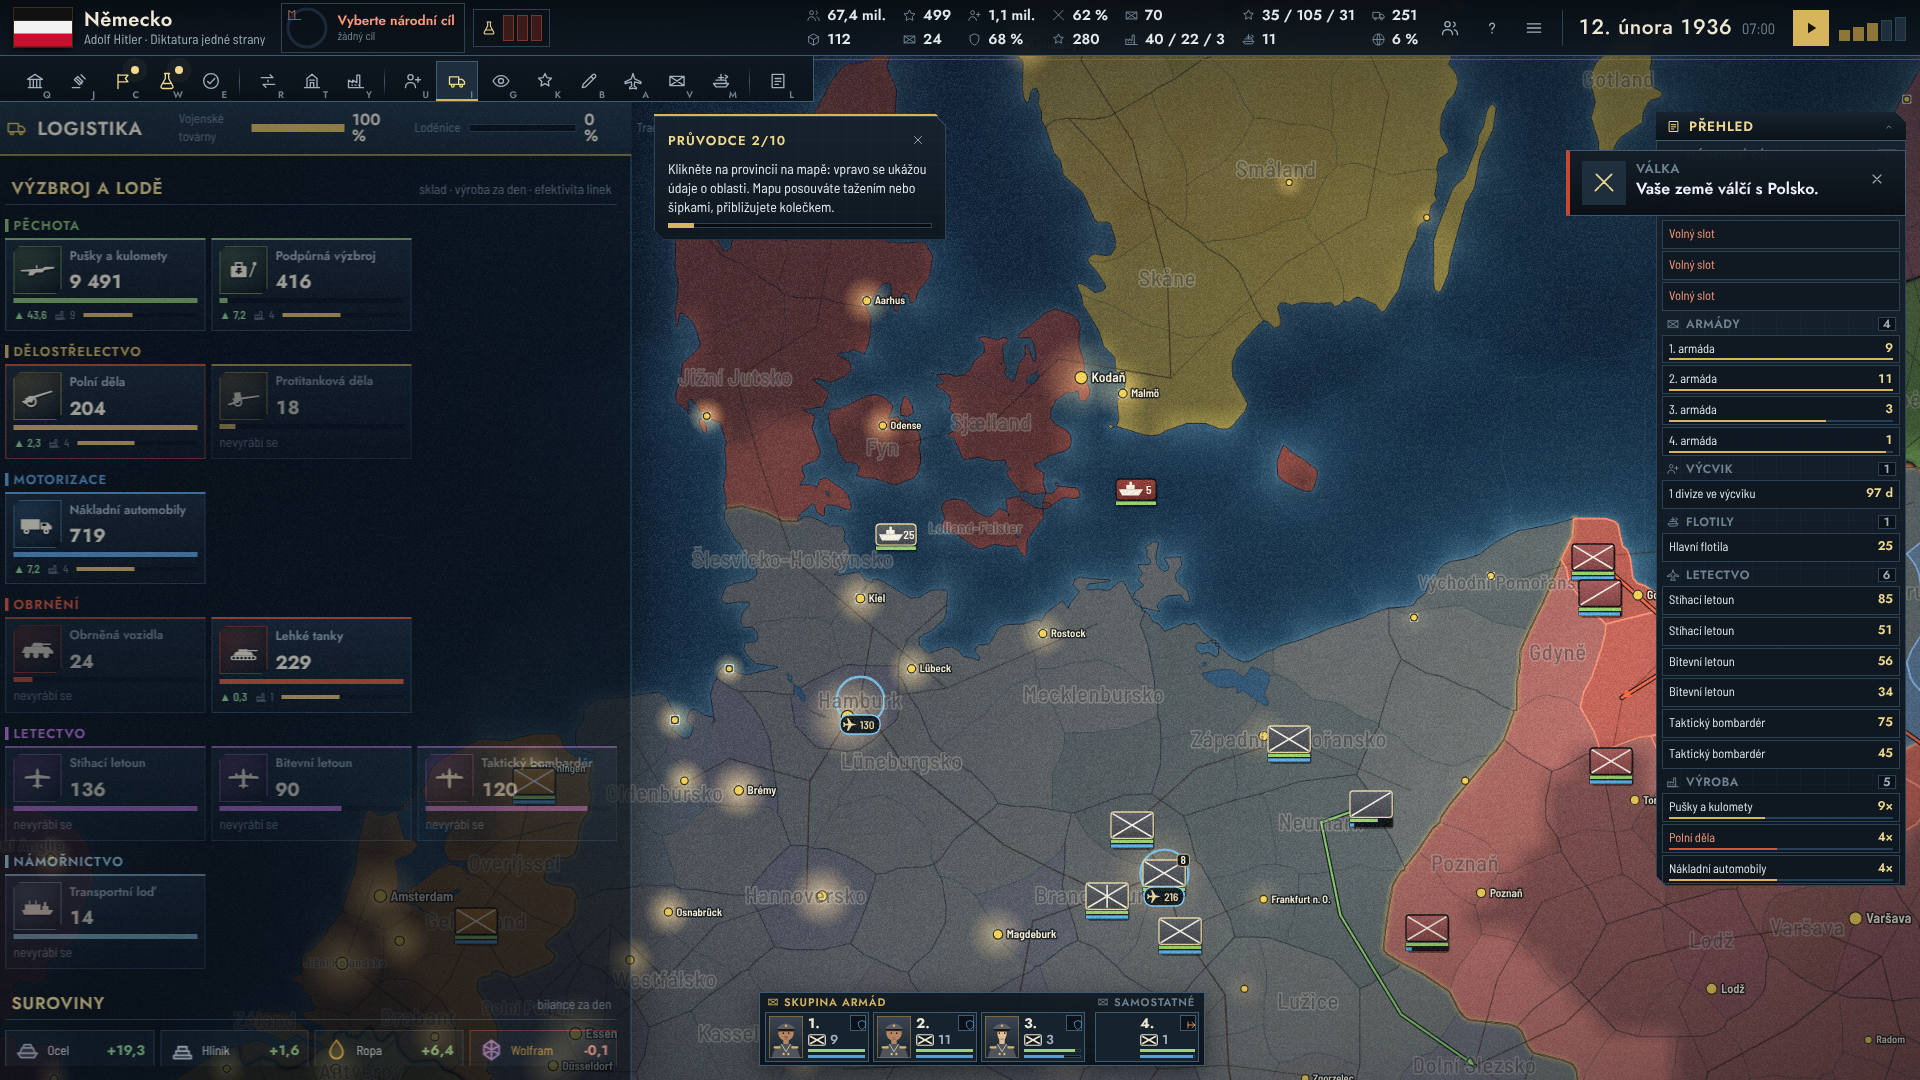 Německo
Adolf Hitler · Diktatura jedné strany
Vyberte národní cíl
žádný cíl
67,4 mil.
499
1,1 mil.
62 %
70
35 / 105 / 31
251
112
24
68 %
280
40 / 22 / 3
11
6 %
?
12. února 1936
07:00
Q
J
C
W
E
R
T
Y
U
I
G
K
B
A
V
M
L
LOGISTIKA
Vojenské továrny
100 %
Loděnice
0 %
VÝZBROJ A LODĚ
sklad · výroba za den · efektivita linek
PĚCHOTA
Pušky a kulomety
9 491
▲ 43,6
9
Podpůrná výzbroj
416
▲ 7,2
4
DĚLOSTŘELECTVO
Polní děla
204
▲ 2,3
4
Protitanková děla
18
nevyrábí se
MOTORIZACE
Nákladní automobily
719
▲ 7,2
4
OBRNĚNÍ
Obrněná vozidla
24
nevyrábí se
Lehké tanky
229
▲ 0,3
1
LETECTVO
Stíhací letoun
136
nevyrábí se
Bitevní letoun
90
nevyrábí se
Taktický bombardér
120
nevyrábí se
NÁMOŘNICTVO
Transportní loď
14
nevyrábí se
SUROVINY
bilance za den
Ocel
+19,3
Hliník
+1,6
Ropa
+6,4
Wolfram
-0,1
PRŮVODCE 2/10
Klikněte na provincii na mapě: vpravo se ukážou
údaje o oblasti. Mapu posouváte tažením nebo
šipkami, přibližujete kolečkem.
Gotland
Småland
Skåne
Aarhus
Jižní Jutsko
Kodaň
Malmö
Odense
Fyn
Sjælland
5
25
Lolland-Falster
Šlesvicko-Holštýnsko
Kiel
Rostock
Lübeck
Hamburk
130
Mecklenbursko
Lüneburgsko
Oldenbursko
Brémy
Gdyně
Overijssel
Amsterdam
Hannoversko
Osnabrück
Magdeburk
8
216
Frankfurt n. O.
Poznaň
Poznaň
Varšava
Varšava
Lodž
Lodž
Radom
Westfálsko
Lužice
Kassel
Brabant
Essen
Düsseldorf
Dolní Slezsko
Zgorzelec
SKUPINA ARMÁD
SAMOSTATNÉ
1.
9
2.
11
3.
3
4.
1
PŘEHLED
VÁLKA
Vaše země válčí s Polsko.
Volný slot
Volný slot
Volný slot
ARMÁDY
4
1. armáda
9
2. armáda
11
3. armáda
3
4. armáda
1
VÝCVIK
1
1 divize ve výcviku
97 d
FLOTILY
1
Hlavní flotila
25
LETECTVO
6
Stíhací letoun
85
Stíhací letoun
51
Bitevní letoun
56
Bitevní letoun
34
Taktický bombardér
75
Taktický bombardér
45
VÝROBA
5
Pušky a kulomety
9×
Polní děla
4×
Nákladní automobily
4×